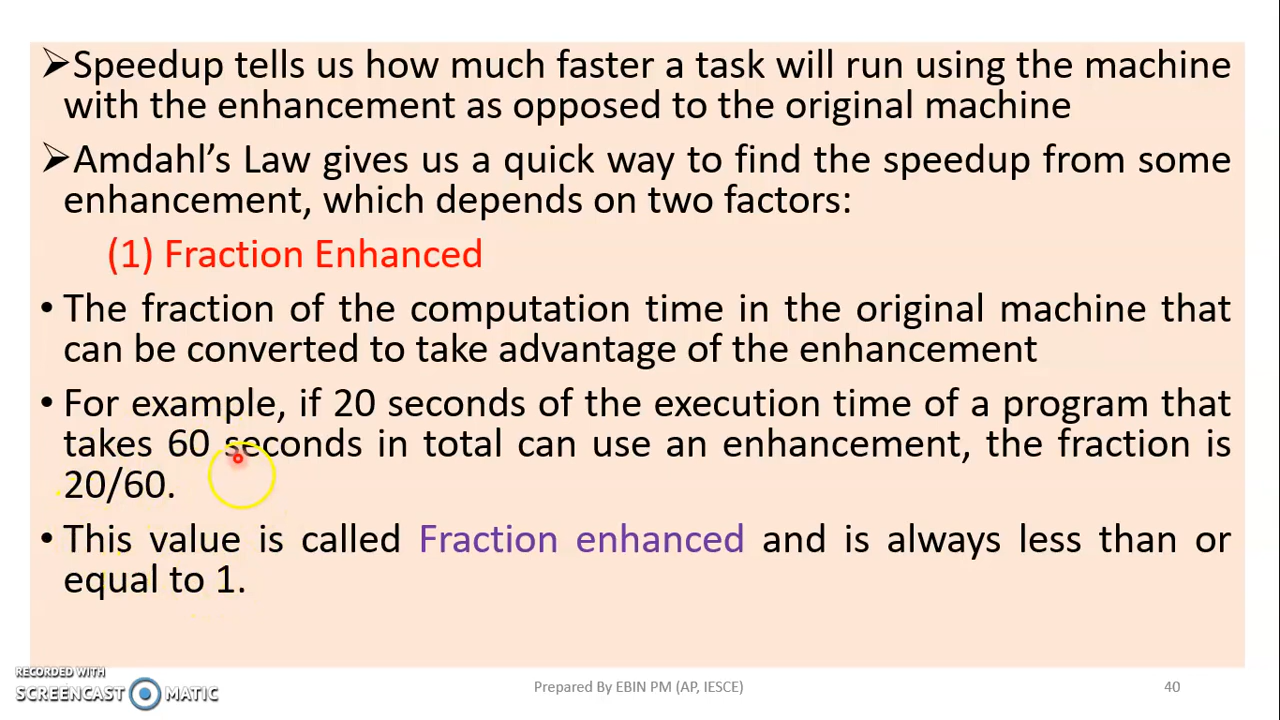 ➢Speedup tells us how much faster a task will run using the machine
with the enhancement as opposed to the original machine
➢Amdahl’s Law gives us a quick way to find the speedup from some
enhancement, which depends on two factors:
(1) Fraction Enhanced
• The fraction of the computation time in the original machine that
can be converted to take advantage of the enhancement
• For example, if 20 seconds of the execution time of a program that
takes 60 seconds in total can use an enhancement, the fraction is
20/60.
• This value is called Fraction enhanced and is always less than or
equal to 1.
RECORDED WITH
SCREENCAST MATIC
Prepared By EBIN PM (AP, IESCE)
40